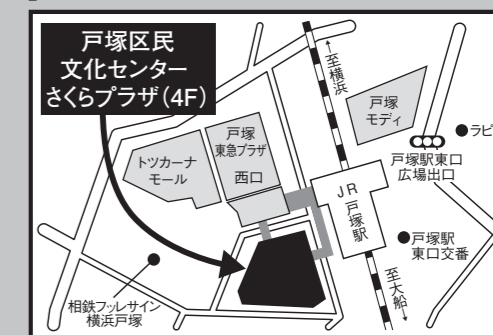 戸塚区民
文化センター
さくらプラザ(4F)
←至横浜
戸塚
モディ
●ラピ
戸塚駅東口
広場出口
戸塚
東急プラザ
西口
トツカーナ
モール
JR戸塚駅
●戸塚駅
東口交番
至大船→
相鉄フレッサイン
横浜戸塚